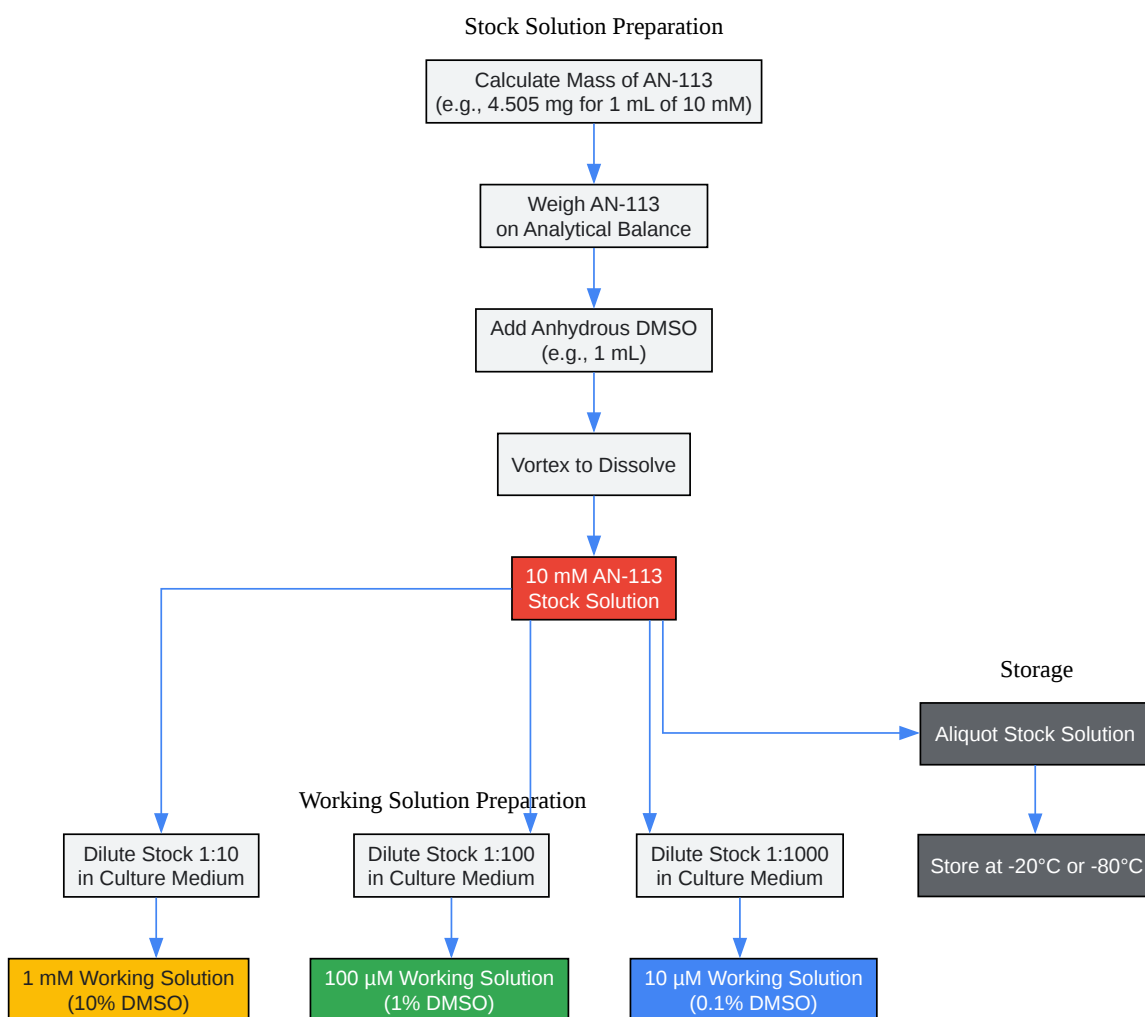 Stock Solution Preparation
Calculate Mass of AN-113
(e.g., 4.505 mg for 1 mL of 10 mM)
Weigh AN-113
on Analytical Balance
Add Anhydrous DMSO
(e.g., 1 mL)
Vortex to Dissolve
10 mM AN-113
Stock Solution
Storage
Aliquot Stock Solution
Store at -20°C or -80°C
Working Solution Preparation
Dilute Stock 1:10
in Culture Medium
Dilute Stock 1:100
in Culture Medium
Dilute Stock 1:1000
in Culture Medium
1 mM Working Solution
(10% DMSO)
100 µM Working Solution
(1% DMSO)
10 µM Working Solution
(0.1% DMSO)